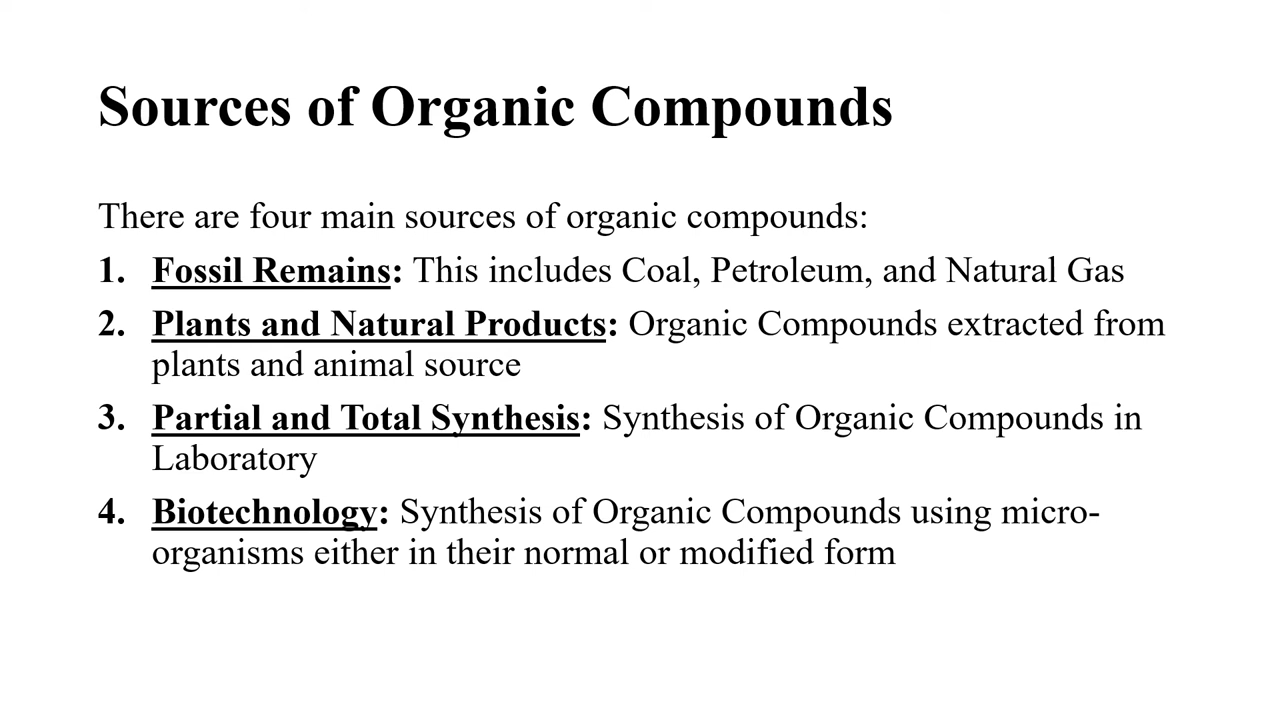 Sources of Organic Compounds
There are four main sources of organic compounds:
1. Fossil Remains: This includes Coal, Petroleum, and Natural Gas
2. Plants and Natural Products: Organic Compounds extracted from
plants and animal source
3. Partial and Total Synthesis: Synthesis of Organic Compounds in
Laboratory
4. Biotechnology: Synthesis of Organic Compounds using micro-
organisms either in their normal or modified form